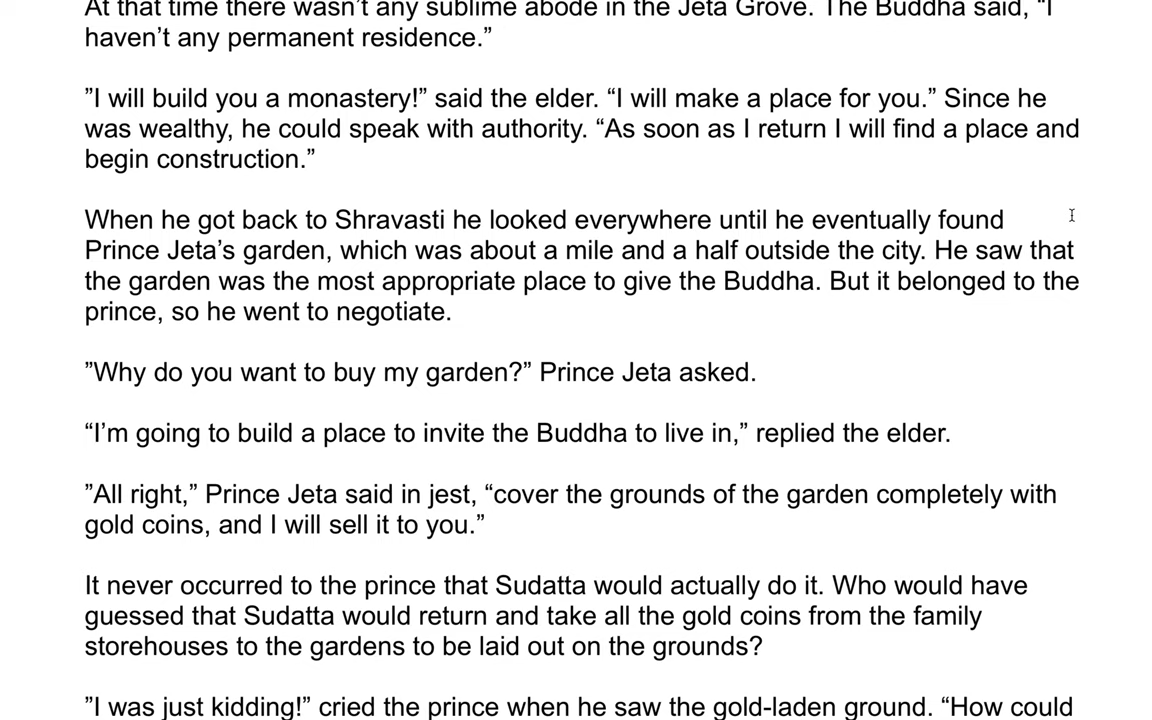 At that time there wasn’t any sublime abode in the Jeta Grove. The Buddha said, “I
haven’t any permanent residence.”
”I will build you a monastery!” said the elder. “I will make a place for you.” Since he
was wealthy, he could speak with authority. “As soon as I return I will find a place and
begin construction.”
When he got back to Shravasti he looked everywhere until he eventually found
Prince Jeta’s garden, which was about a mile and a half outside the city. He saw that
the garden was the most appropriate place to give the Buddha. But it belonged to the
prince, so he went to negotiate.
”Why do you want to buy my garden?” Prince Jeta asked.
“I’m going to build a place to invite the Buddha to live in,” replied the elder.
”All right,” Prince Jeta said in jest, “cover the grounds of the garden completely with
gold coins, and I will sell it to you.”
It never occurred to the prince that Sudatta would actually do it. Who would have
guessed that Sudatta would return and take all the gold coins from the family
storehouses to the gardens to be laid out on the grounds?
”I was just kidding!” cried the prince when he saw the gold-laden ground. “How could